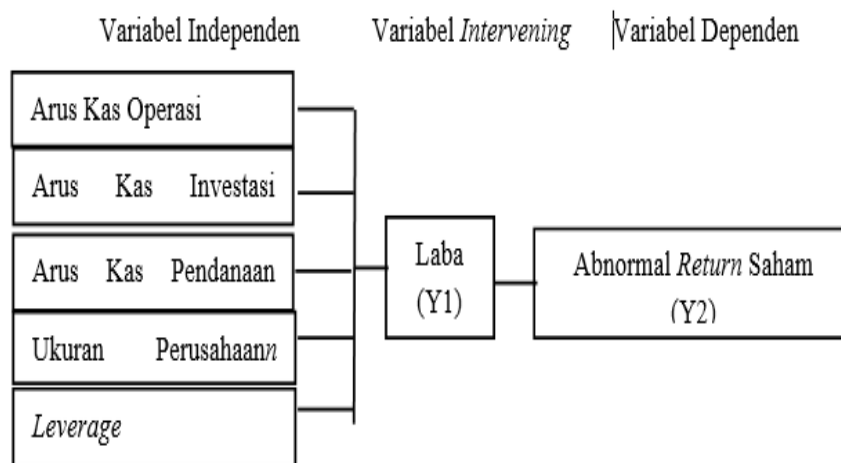 Variabel Independen Variabel Intervening Variabel Dependen
Arus Kas Operasi
Arus Kas Investasi
Arus Kas Pendanaan
Ukuran Perusahaann
Leverage
Laba
(Y1)
Abnormal Return Saham
(Y2)